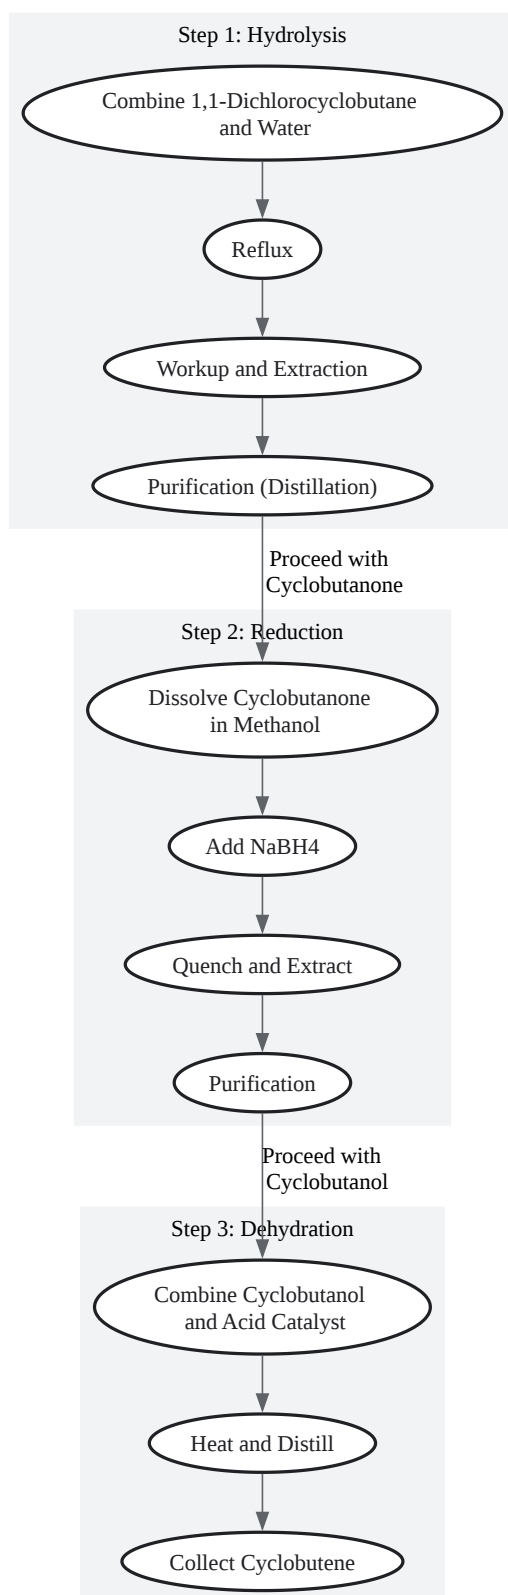 Step 1: Hydrolysis
Combine 1,1-Dichlorocyclobutane
and Water
Reflux
Workup and Extraction
Purification (Distillation)
Proceed with
Cyclobutanone
Step 2: Reduction
Dissolve Cyclobutanone
in Methanol
Add NaBH4
Quench and Extract
Purification
Proceed with
Cyclobutanol
Step 3: Dehydration
Combine Cyclobutanol
and Acid Catalyst
Heat and Distill
Collect Cyclobutene